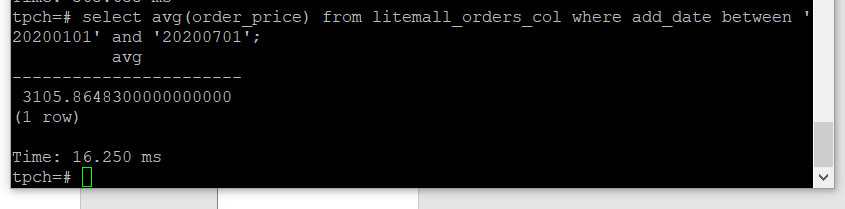 tpch=# select avg(order_price) from litemall_orders_col where add_date between '
20200101' and '20200701';
avg
-----------------------
3105.8648300000000000
(1 row)
Time: 16.250 ms
tpch=#